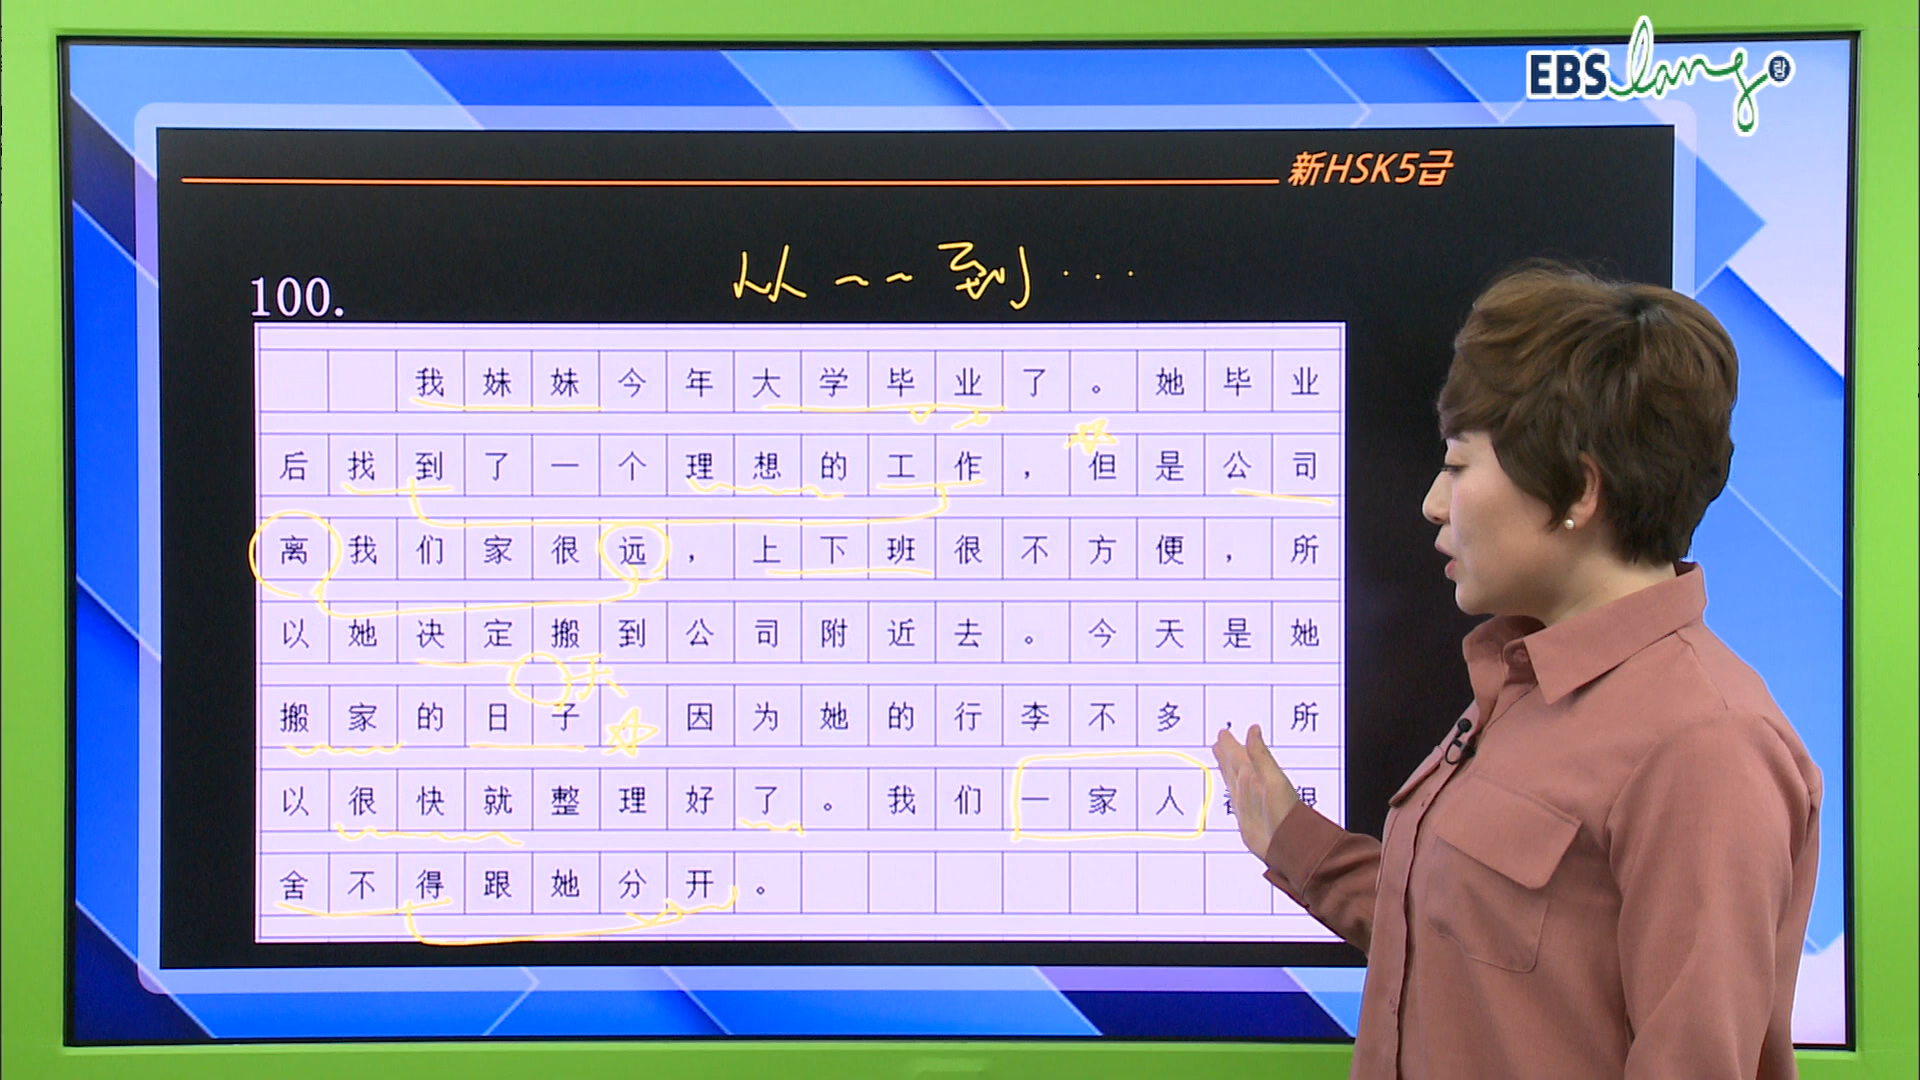 EBS lang 랑
新HSK5급
从~~到···
100.
我妹妹今年大学毕业了。她毕业
后找到了一个理想的工作，但是公司
离我们家很远，上下班很不方便，所
以她决定搬到公司附近去。今天是她
天
搬家的日子 因为她的行李不多，所
以很快就整理好了。我们一家人 很
舍不得跟她分开。